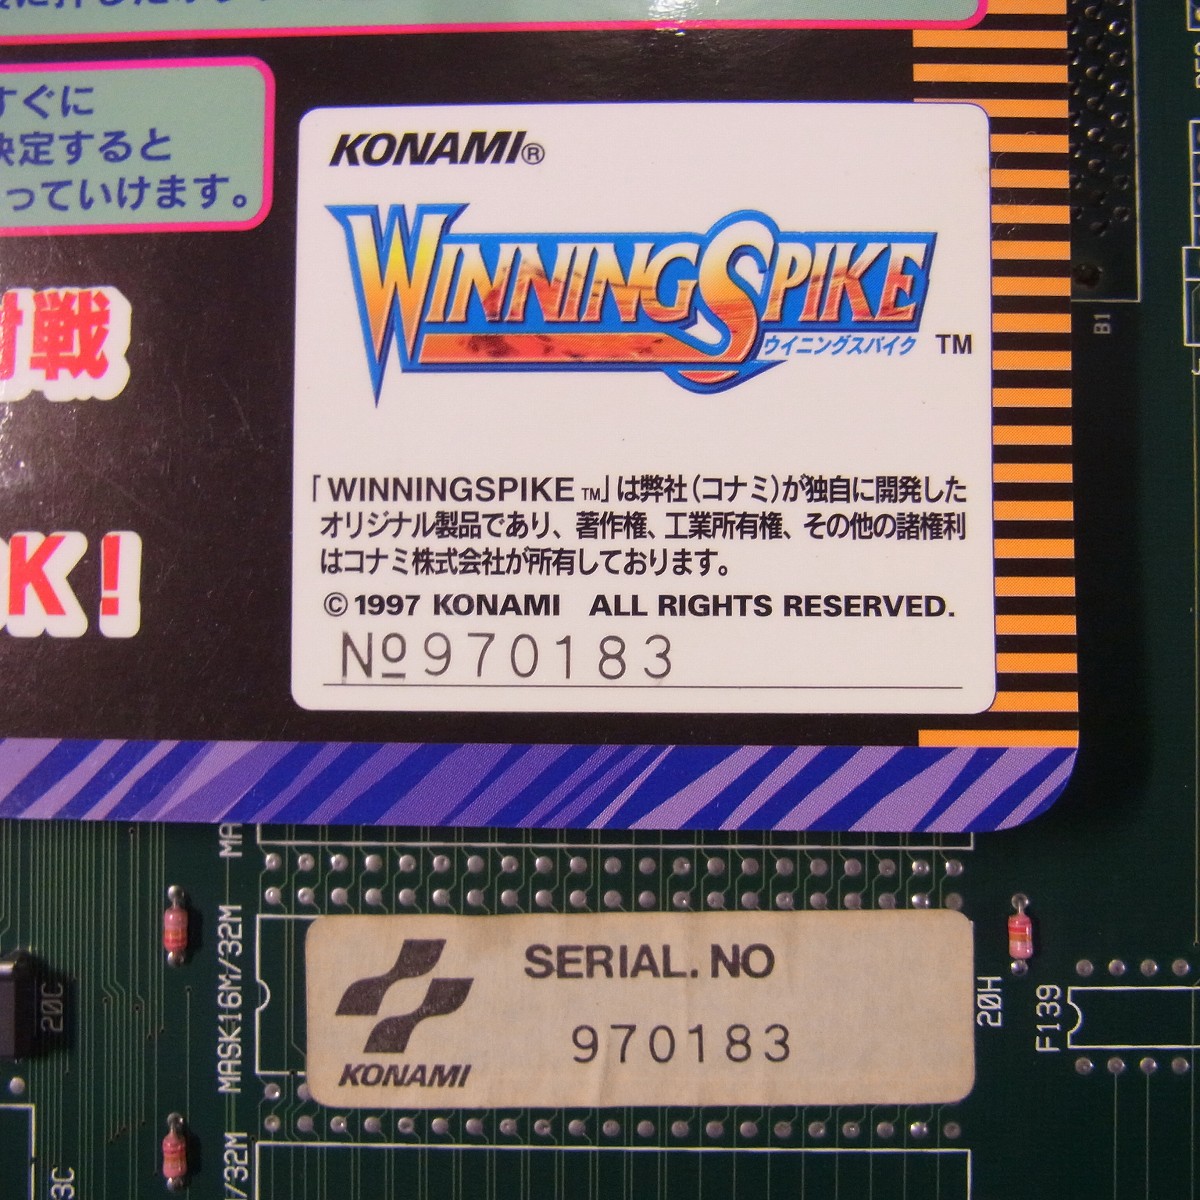 すぐに
決定すると
っていけます。
対戦
K!
KONAMI®
WINNING SPIKE
ウイニングスパイク TM
「WINNINGSPIKE TM」は弊社(コナミ)が独自に開発した
オリジナル製品であり、著作権、工業所有権、その他の諸権利
はコナミ株式会社が所有しております。
© 1997 KONAMI ALL RIGHTS RESERVED.
№970183
B1
SERIAL.NO
970183
KONAMI
MASK16M/32M
20C
20H
F139
/32M
3C